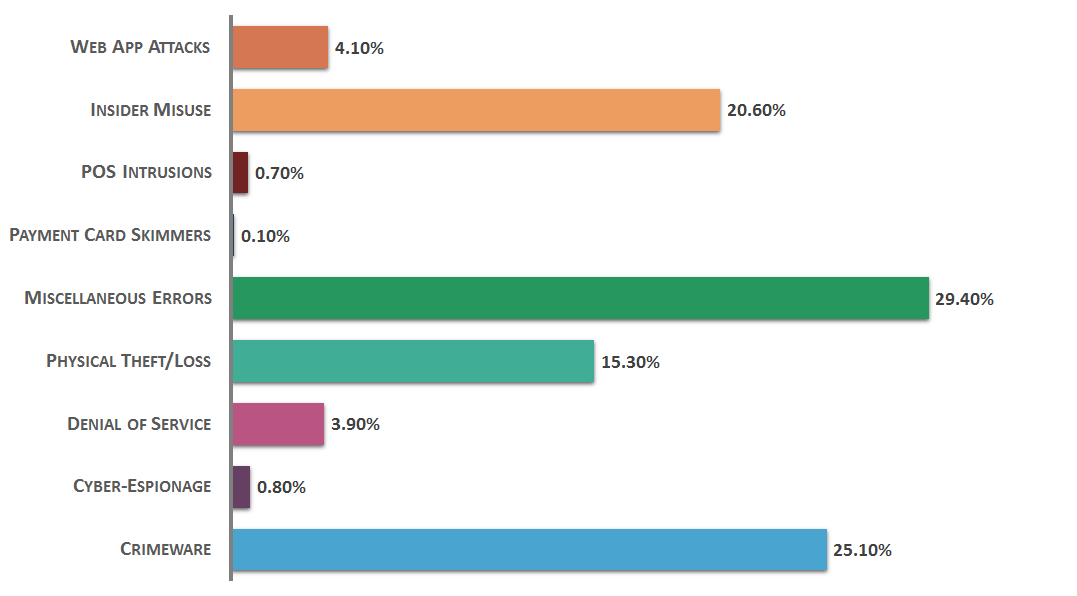 Web App Attacks 4.10%
Insider Misuse 20.60%
POS Intrusions 0.70%
Payment Card Skimmers 0.10%
Miscellaneous Errors 29.40%
Physical Theft/Loss 15.30%
Denial of Service 3.90%
Cyber-Espionage 0.80%
Crimeware 25.10%